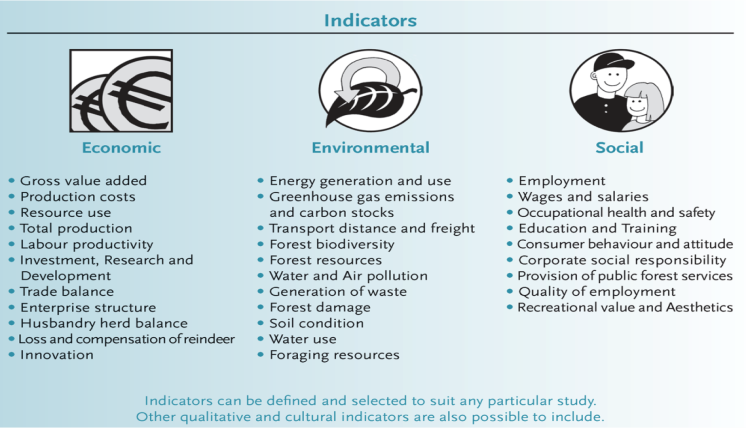 Indicators
Economic
• Gross value added
• Production costs
• Resource use
• Total production
• Labour productivity
• Investment, Research and
Development
• Trade balance
• Enterprise structure
• Husbandry herd balance
• Loss and compensation of reindeer
• Innovation
Environmental
• Energy generation and use
• Greenhouse gas emissions
and carbon stocks
• Transport distance and freight
• Forest biodiversity
• Forest resources
• Water and Air pollution
• Generation of waste
• Forest damage
• Soil condition
• Water use
• Foraging resources
Social
• Employment
• Wages and salaries
• Occupational health and safety
• Education and Training
• Consumer behaviour and attitude
• Corporate social responsibility
• Provision of public forest services
• Quality of employment
• Recreational value and Aesthetics
Indicators can be defined and selected to suit any particular study.
Other qualitative and cultural indicators are also possible to include.